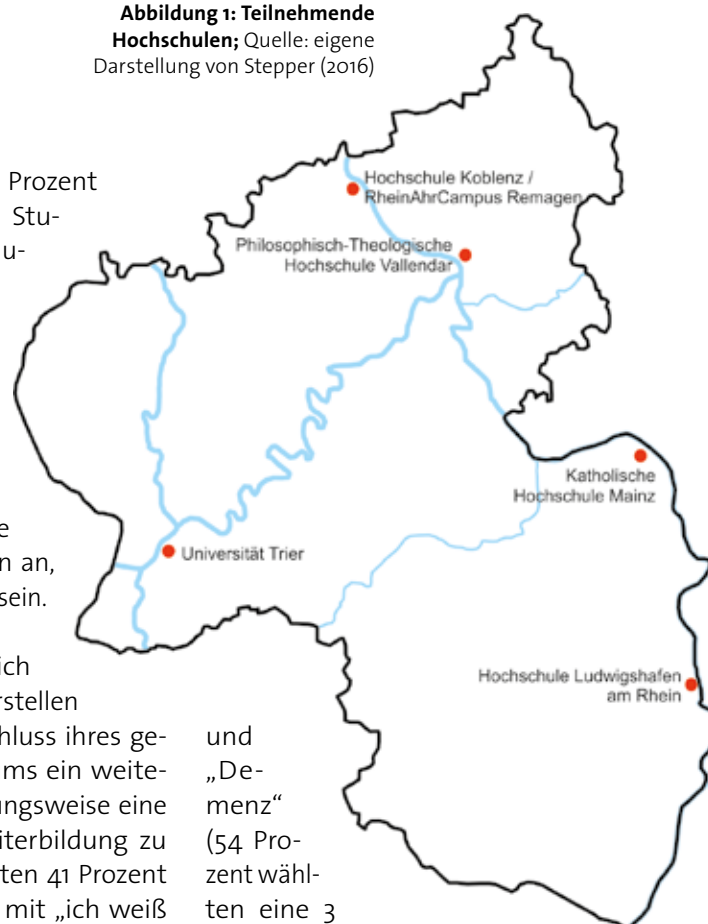 Abbildung 1: Teilnehmende
Hochschulen; Quelle: eigene
Darstellung von Stepper (2016)
Prozent
Stu-
u-
e
n an,
sein.
ich
rstellen
hluss ihres ge-
ms ein weite-
ungsweise eine
iterbildung zu
ten 41 Prozent
mit „ich weiß
und
„De-
menz“
(54 Pro-
zent wähl-
ten eine 3
Hochschule Koblenz /
RheinAhrCampus Remagen
Philosophisch-Theologische
Hochschule Vallendar
Katholische
Hochschule Mainz
Universität Trier
Hochschule Ludwigshafen
am Rhein